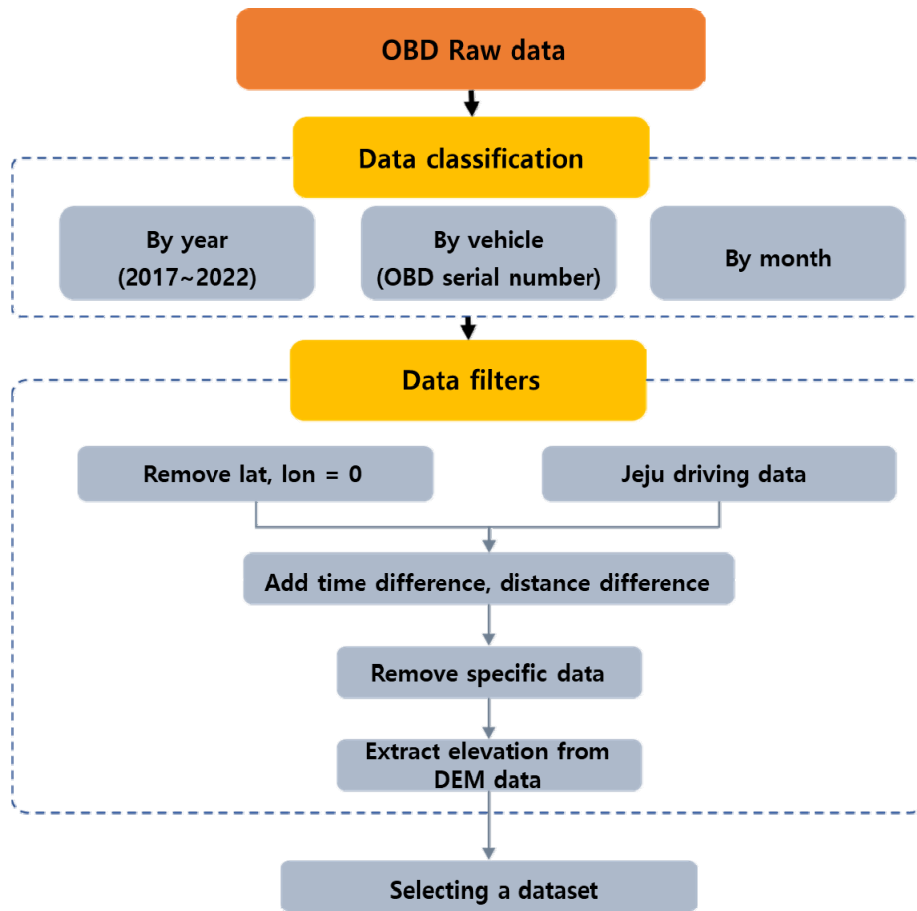 OBD Raw data
Data classification
By year
(2017~2022)
By vehicle
(OBD serial number)
By month
Data filters
Remove lat, lon = 0
Jeju driving data
Add time difference, distance difference
Remove specific data
Extract elevation from
DEM data
Selecting a dataset